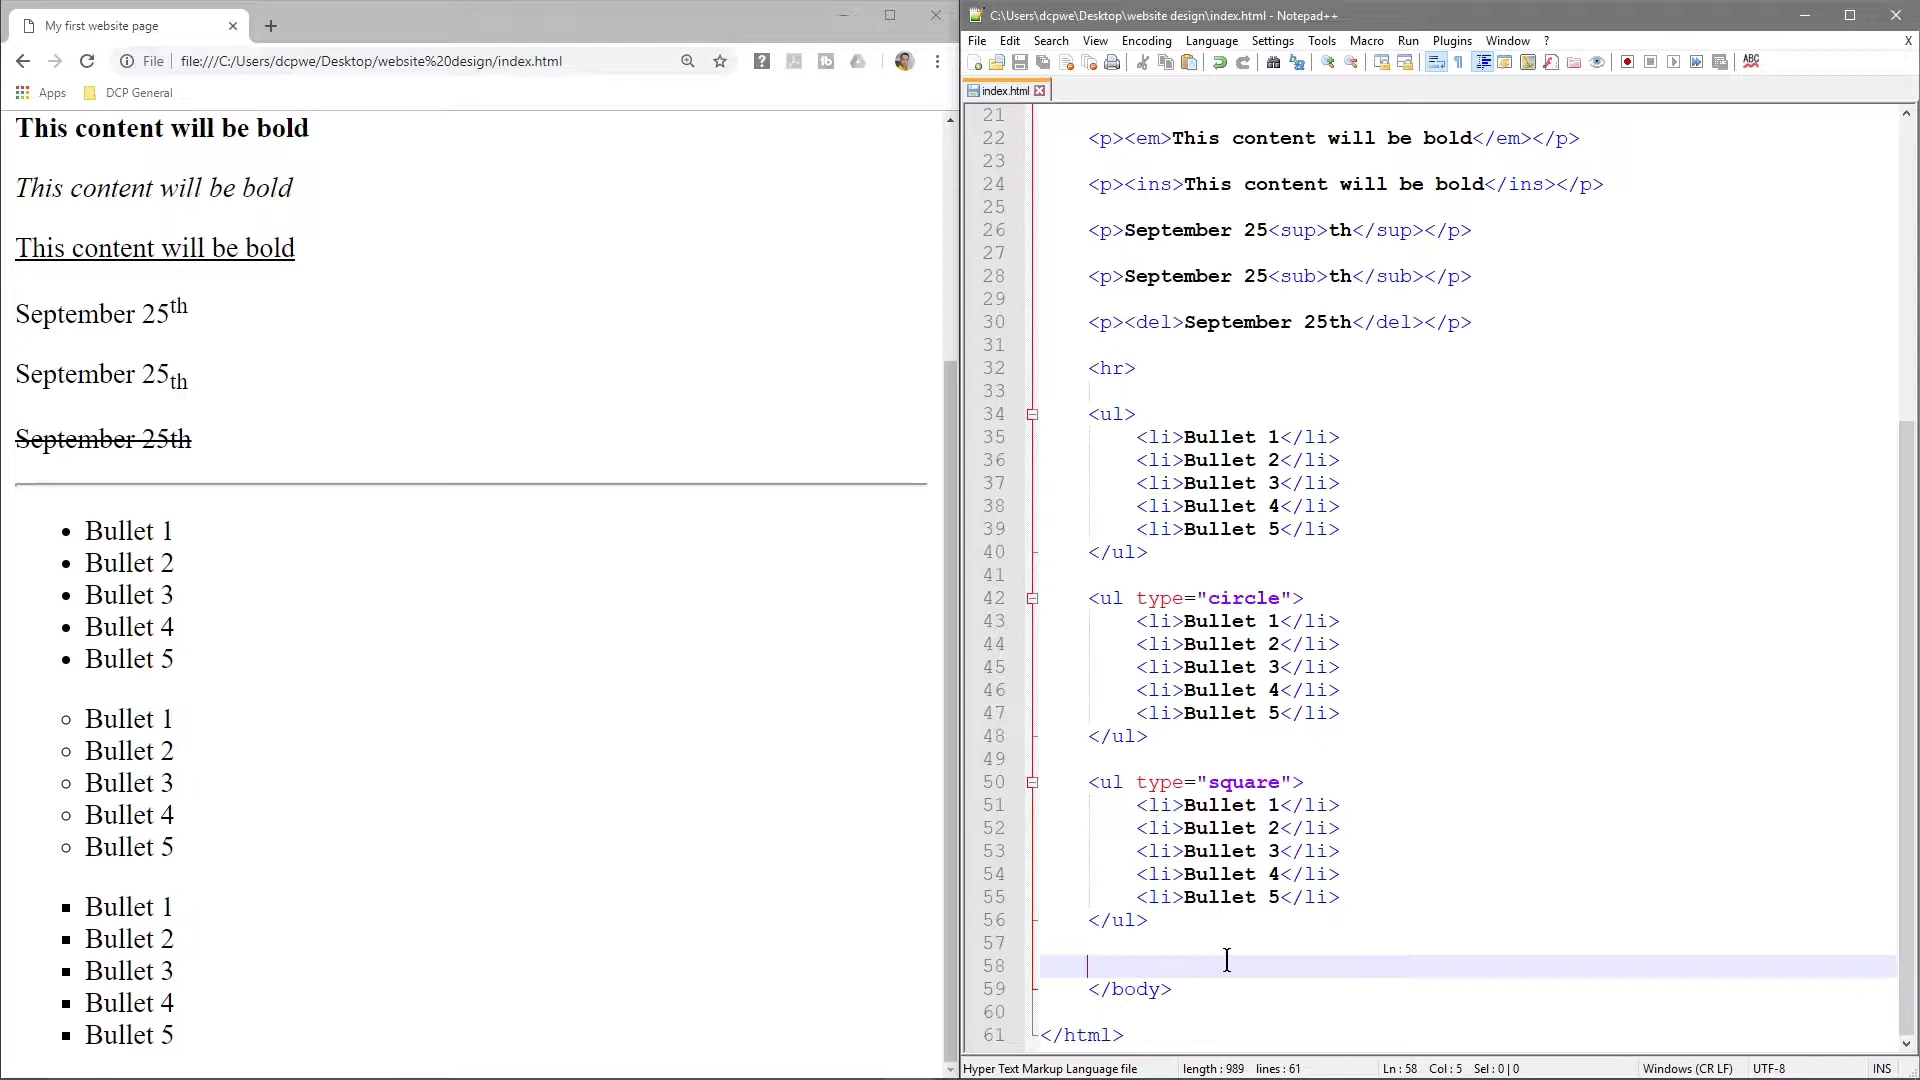 My first website page
File file:///C:/Users/dcpwe/Desktop/website%20design/index.html
Apps DCP General
This content will be bold
This content will be bold
This content will be bold
September 25th
September 25th
September 25th
Bullet 1
Bullet 2
Bullet 3
Bullet 4
Bullet 5
Bullet 1
Bullet 2
Bullet 3
Bullet 4
Bullet 5
Bullet 1
Bullet 2
Bullet 3
Bullet 4
Bullet 5
C:\Users\dcpwe\Desktop\website design\index.html - Notepad++
File Edit Search View Encoding Language Settings Tools Macro Run Plugins Window ? X
ABC
index.html
21
22 <p><em>This content will be bold</em></p>
23
24 <p><ins>This content will be bold</ins></p>
25
26 <p>September 25<sup>th</sup></p>
27
28 <p>September 25<sub>th</sub></p>
29
30 <p><del>September 25th</del></p>
31
32 <hr>
33
34 <ul>
35 <li>Bullet 1</li>
36 <li>Bullet 2</li>
37 <li>Bullet 3</li>
38 <li>Bullet 4</li>
39 <li>Bullet 5</li>
40 </ul>
41
42 <ul type="circle">
43 <li>Bullet 1</li>
44 <li>Bullet 2</li>
45 <li>Bullet 3</li>
46 <li>Bullet 4</li>
47 <li>Bullet 5</li>
48 </ul>
49
50 <ul type="square">
51 <li>Bullet 1</li>
52 <li>Bullet 2</li>
53 <li>Bullet 3</li>
54 <li>Bullet 4</li>
55 <li>Bullet 5</li>
56 </ul>
57
58
59 </body>
60
61 </html>
Hyper Text Markup Language file length : 989 lines : 61 Ln : 58 Col : 5 Sel : 0 | 0 Windows (CR LF) UTF-8 INS